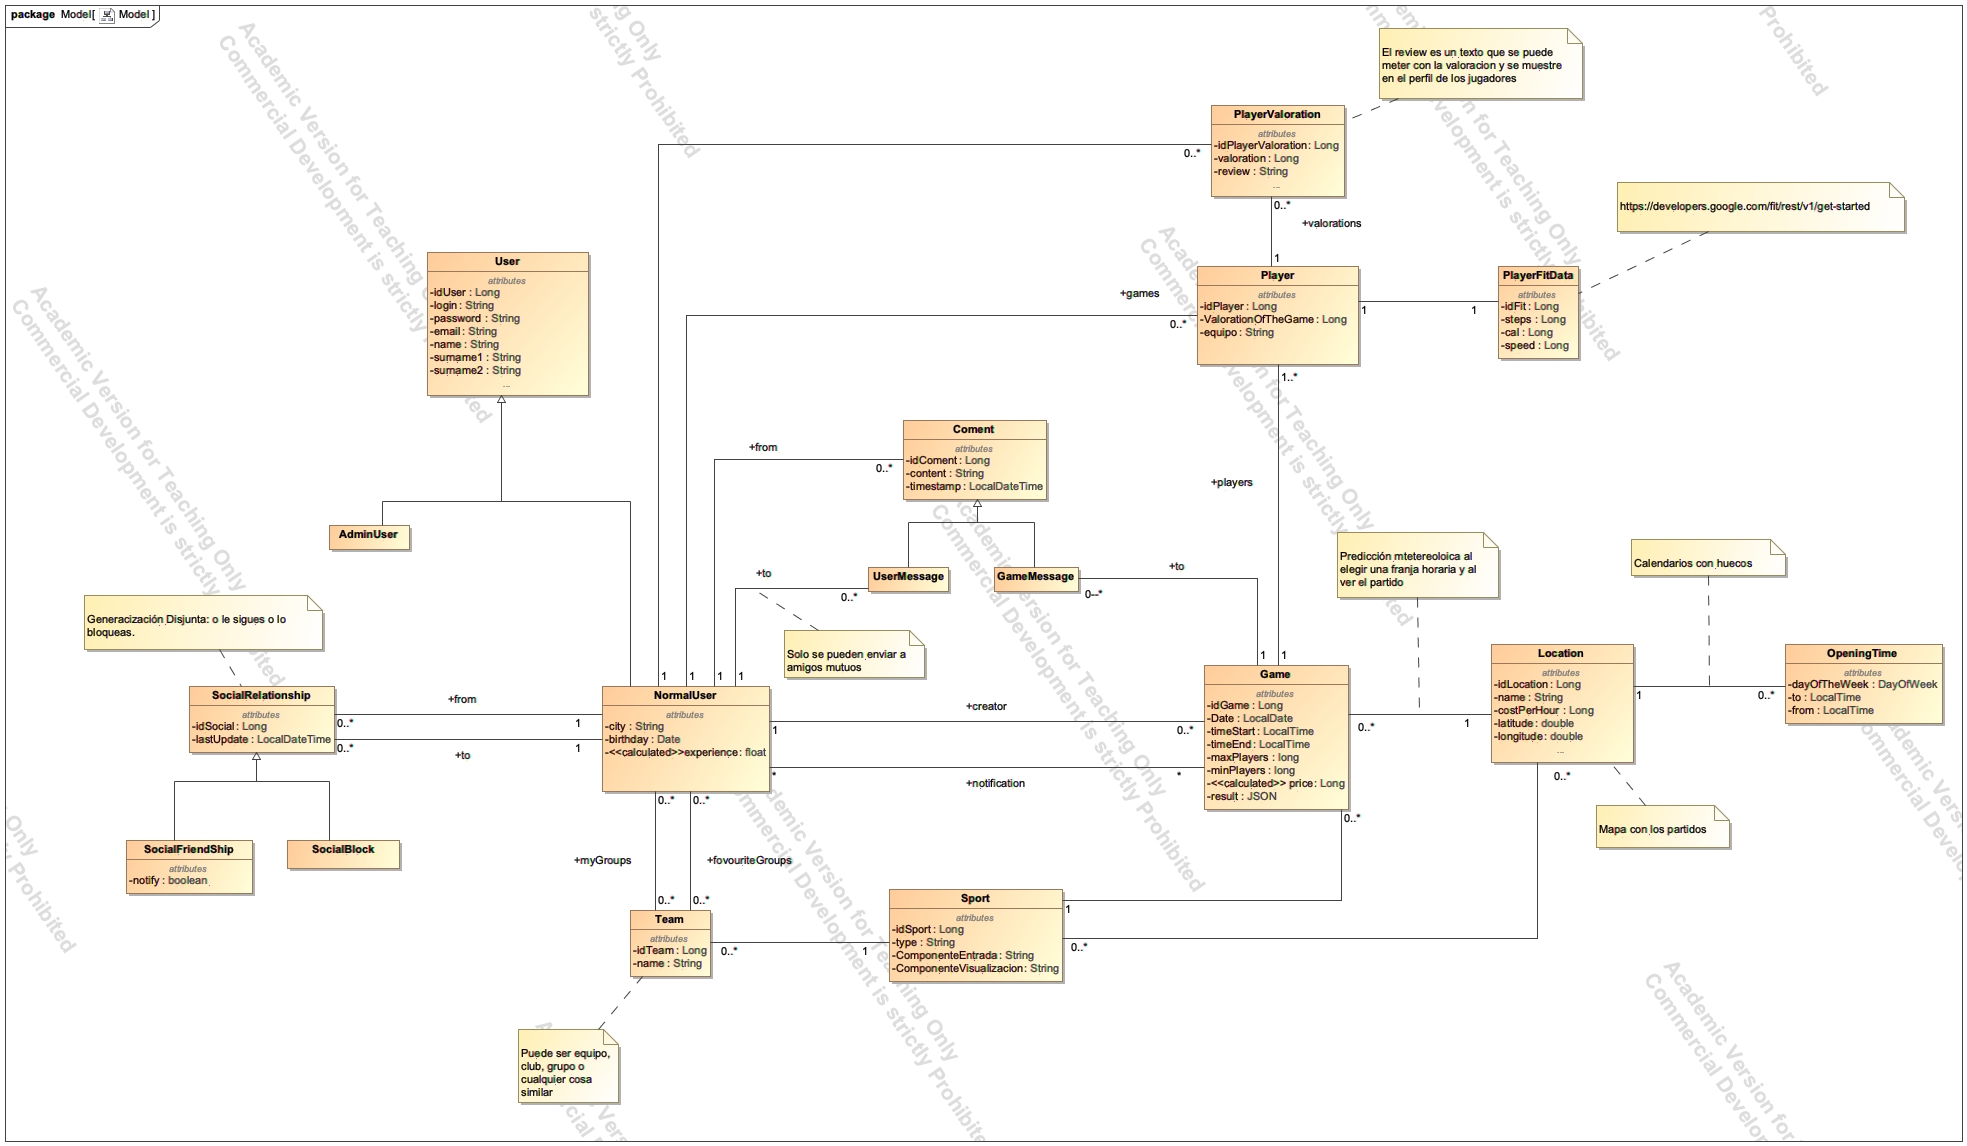 package Model[ Model ]
El review es un texto que se puede
meter con la valoracion y se muestre
en el perfil de los jugadores
PlayerValoration
attributes
-idPlayerValoration : Long
-valoration : Long
-review : String
...
0..*
0..*
+valorations
1
https://developers.google.com/fit/rest/v1/get-started
User
attributes
-idUser : Long
-login : String
-password : String
-email : String
-name : String
-surname1 : String
-surname2 : String
...
Player
attributes
-idPlayer : Long
-ValorationOfTheGame : Long
-equipo : String
+games
0..*
1
1
PlayerFitData
attributes
-idFit : Long
-steps : Long
-cal : Long
-speed : Long
1..*
+players
Coment
attributes
-idComent : Long
-content : String
-timestamp : LocalDateTime
+from
0..*
AdminUser
UserMessage
GameMessage
+to
0..*
+to
0--*
Solo se pueden enviar a
amigos mutuos
Predicción mtetereoloica al
elegir una franja horaria y al
ver el partido
Calendarios con huecos
Generacización Disjunta: o le sigues o lo
bloqueas.
SocialRelationship
attributes
-idSocial : Long
-lastUpdate : LocalDateTime
+from
0..*
1
0..*
1
+to
1
1
1
1
NormalUser
attributes
-city : String
-birthday : Date
-<<calculated>>experience : float
+creator
1
0..*
*
*
+notification
1
1
Game
attributes
-idGame : Long
-Date : LocalDate
-timeStart : LocalTime
-timeEnd : LocalTime
-maxPlayers : long
-minPlayers : long
-<<calculated>> price : Long
-result : JSON
0..*
1
Location
attributes
-idLocation : Long
-name : String
-costPerHour : Long
-latitude : double
-longitude : double
...
1
0..*
OpeningTime
attributes
-dayOfTheWeek : DayOfWeek
-to : LocalTime
-from : LocalTime
0..*
0..*
Mapa con los partidos
SocialFriendShip
attributes
-notify : boolean
SocialBlock
0..*
0..*
+myGroups
+fovouriteGroups
0..*
0..*
Team
attributes
-idTeam : Long
-name : String
0..*
1
Sport
attributes
-idSport : Long
-type : String
-ComponenteEntrada : String
-ComponenteVisualizacion : String
1
0..*
Puede ser equipo,
club, grupo o
cualquier cosa
similar
Academic Version for Teaching Only
Commercial Development is strictly Prohibited